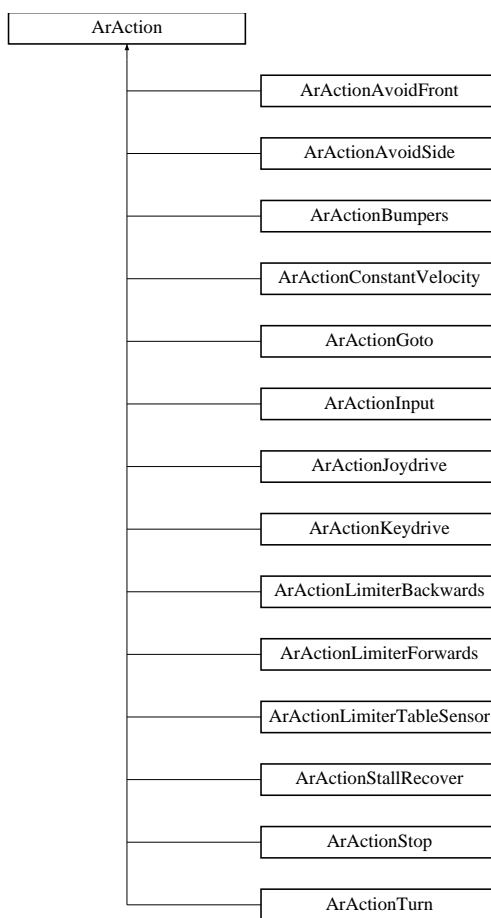 ArAction
ArActionAvoidFront
ArActionAvoidSide
ArActionBumpers
ArActionConstantVelocity
ArActionGoto
ArActionInput
ArActionJoydrive
ArActionKeydrive
ArActionLimiterBackwards
ArActionLimiterForwards
ArActionLimiterTableSensor
ArActionStallRecover
ArActionStop
ArActionTurn